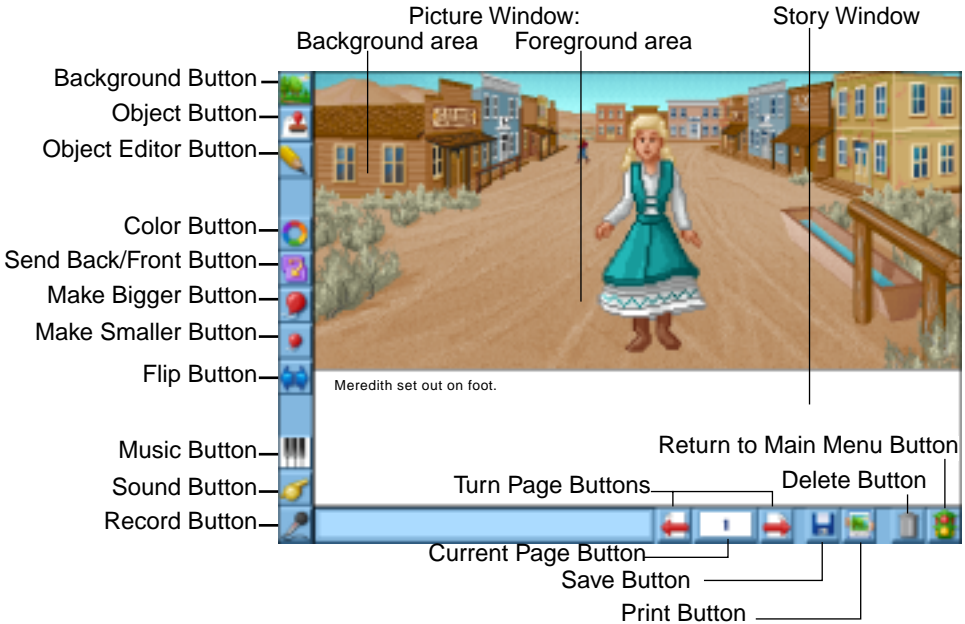 Picture Window:
Story Window
Background area
Foreground area
Background Button
Object Button
Object Editor Button
Color Button
Send Back/Front Button
Make Bigger Button
Make Smaller Button
Flip Button
Meredith set out on foot.
Music Button
Return to Main Menu Button
Sound Button
Turn Page Buttons
Delete Button
Record Button
1
Current Page Button
Save Button
Print Button